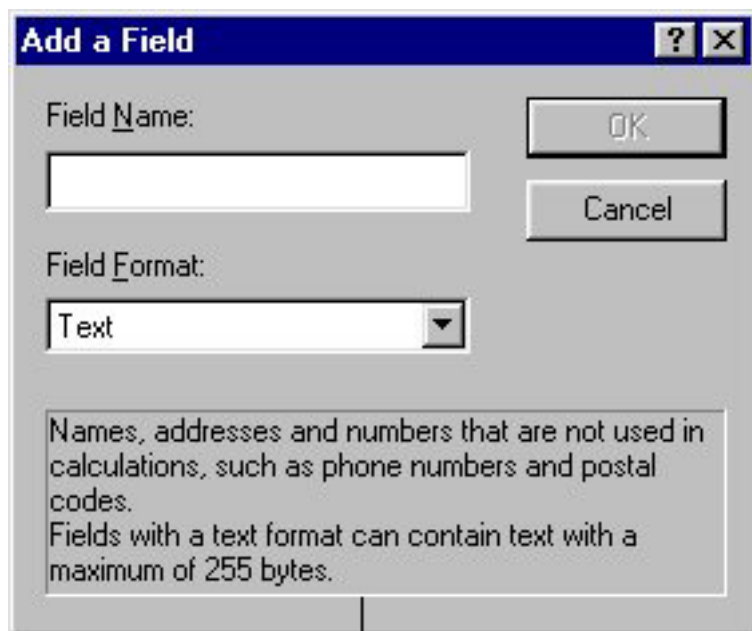 Add a Field
Field Name:
OK
Cancel
Field Format:
Text
Names, addresses and numbers that are not used in
calculations, such as phone numbers and postal
codes.
Fields with a text format can contain text with a
maximum of 255 bytes.